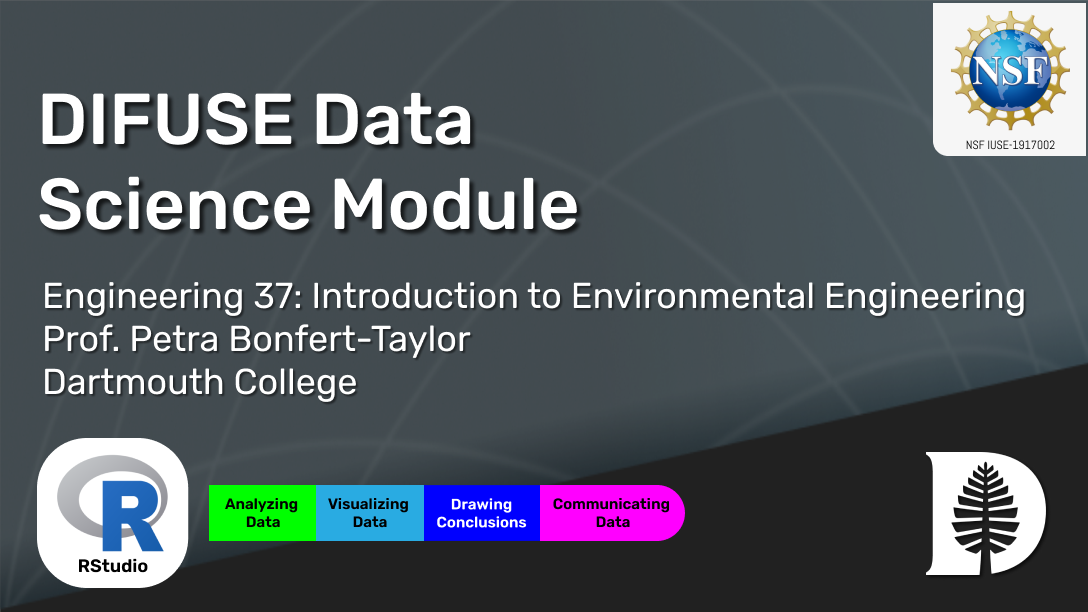 NSF
NSF IUSE-1917002
DIFUSE Data
Science Module
Engineering 37: Introduction to Environmental Engineering
Prof. Petra Bonfert-Taylor
Dartmouth College
R
RStudio
Analyzing
Data
Visualizing
Data
Drawing
Conclusions
Communicating
Data
D